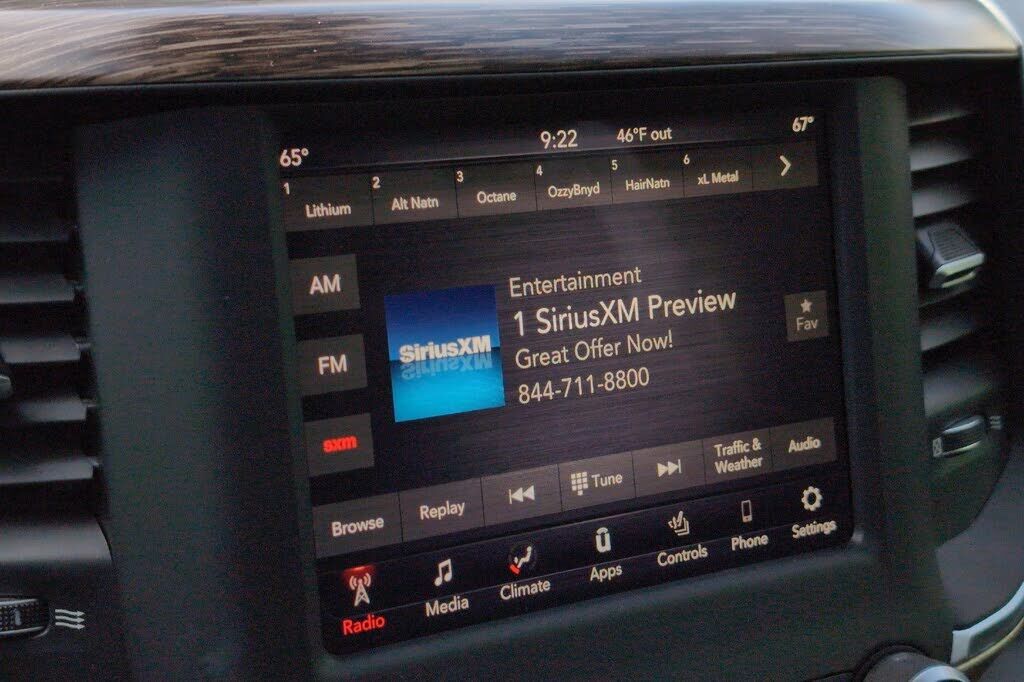 65°
9:22
46°F out
67°
1 Lithium
2 Alt Natn
3 Octane
4 OzzyBnyd
5 HairNatn
6 xL Metal
AM
FM
sxm
SiriusXM
Entertainment
1 SiriusXM Preview
Great Offer Now!
844-711-8800
Fav
Browse
Replay
Tune
Traffic &
Weather
Audio
Radio
Media
Climate
Apps
Controls
Phone
Settings